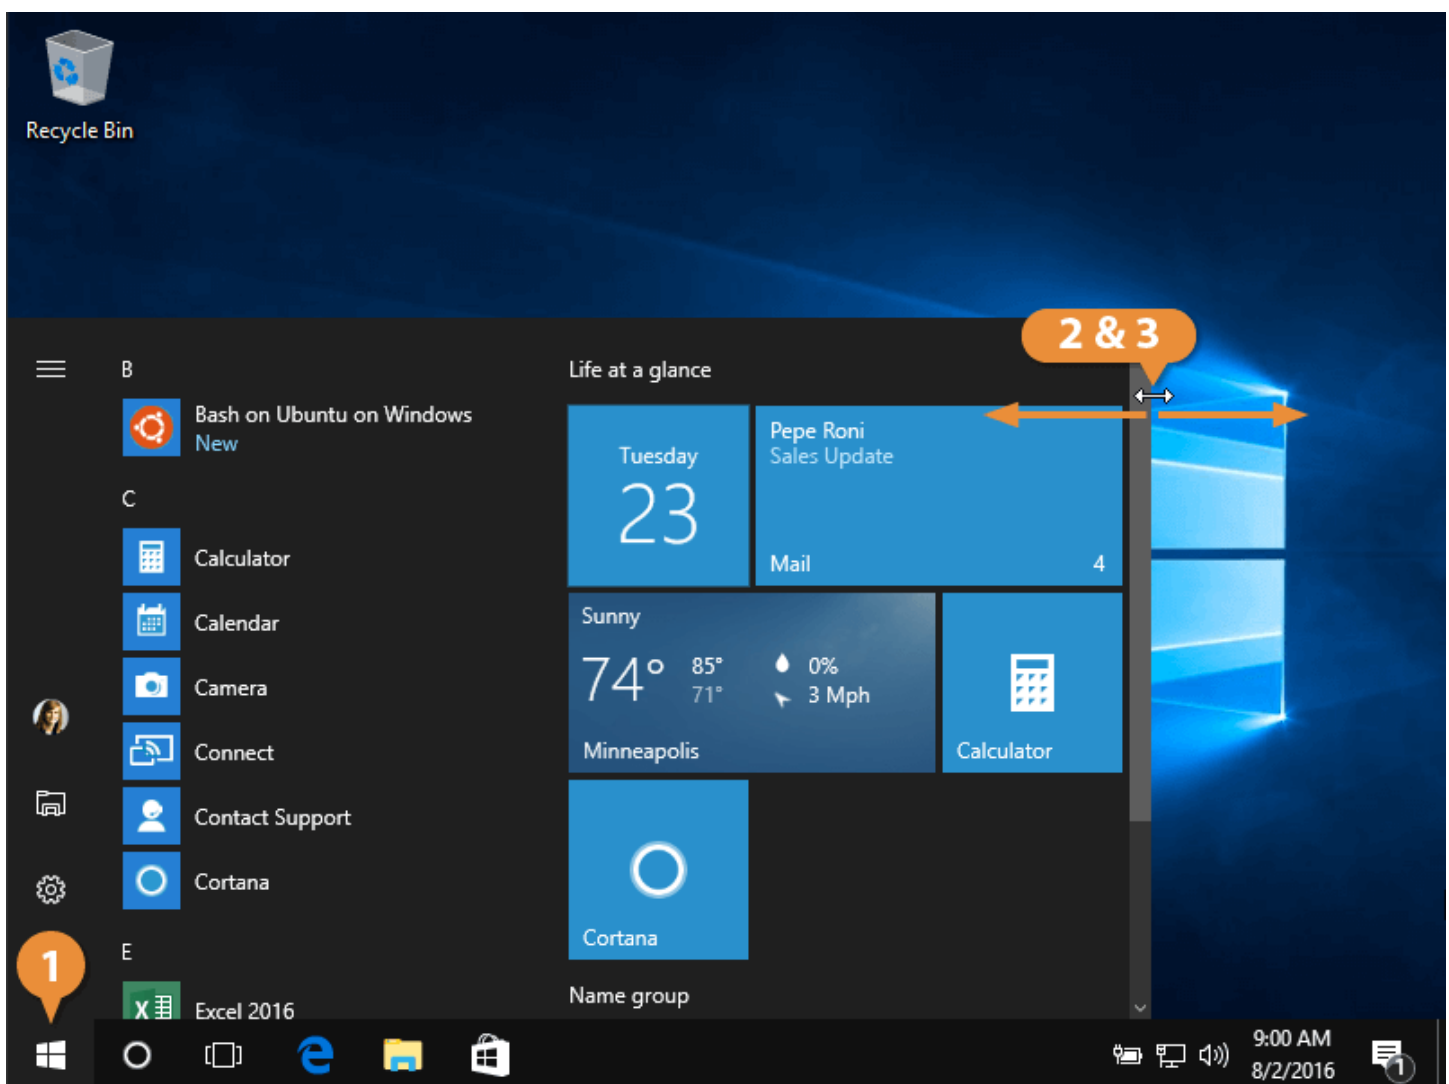 Recycle Bin
2 & 3
B
Bash on Ubuntu on Windows
New
C
Calculator
Calendar
Camera
Connect
Contact Support
Cortana
E
Excel 2016
Life at a glance
Tuesday
23
Pepe Roni
Sales Update
Mail 4
Sunny
74° 85° 0%
71° 3 Mph
Minneapolis
Calculator
Cortana
Name group
1
9:00 AM
8/2/2016
1